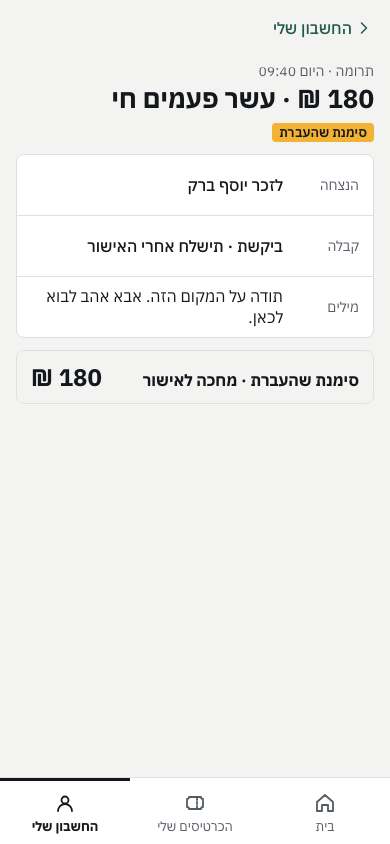 החשבון שלי
תרומה · היום 09:40
180 ₪ · עשר פעמים חי
סימנת שהעברת
הנצחה
לזכר יוסף ברק
קבלה
ביקשת · תישלח אחרי האישור
מילים
תודה על המקום הזה. אבא אהב לבוא
לכאן.
סימנת שהעברת · מחכה לאישור
180 ₪
בית
הכרטיסים שלי
החשבון שלי